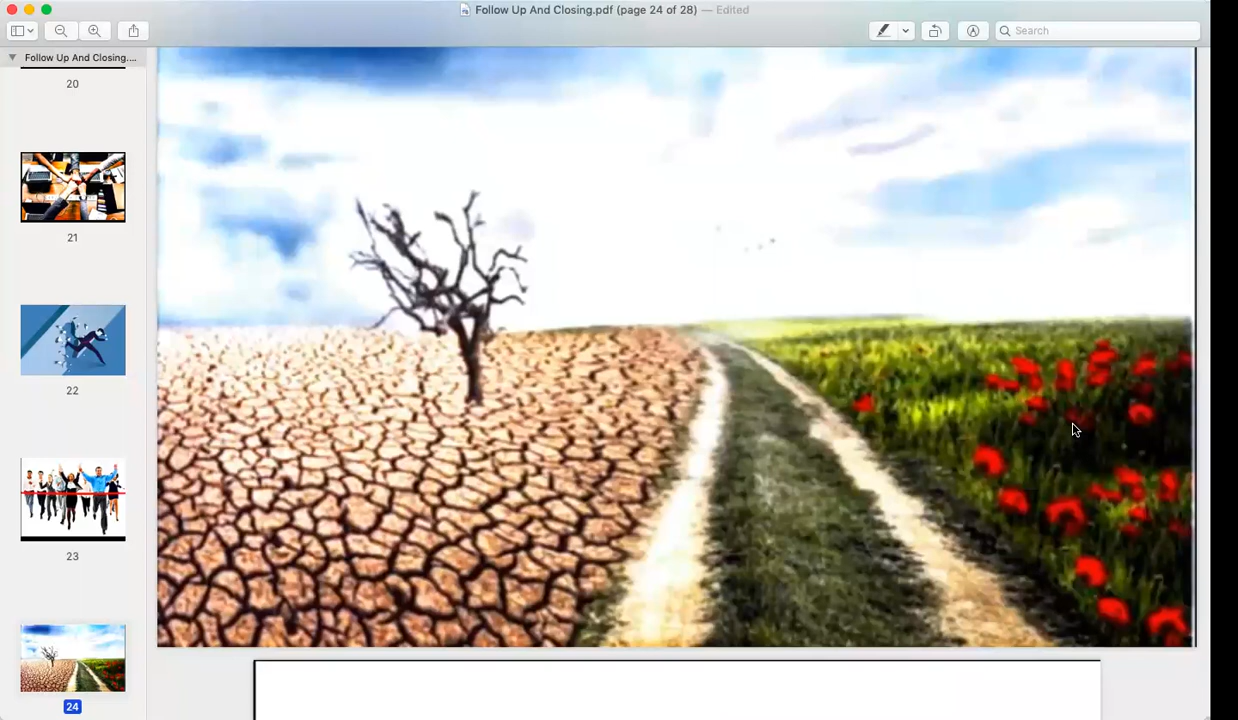 Follow Up And Closing.pdf (page 24 of 28) — Edited
Search
Follow Up And Closing....
20
21
22
23
24